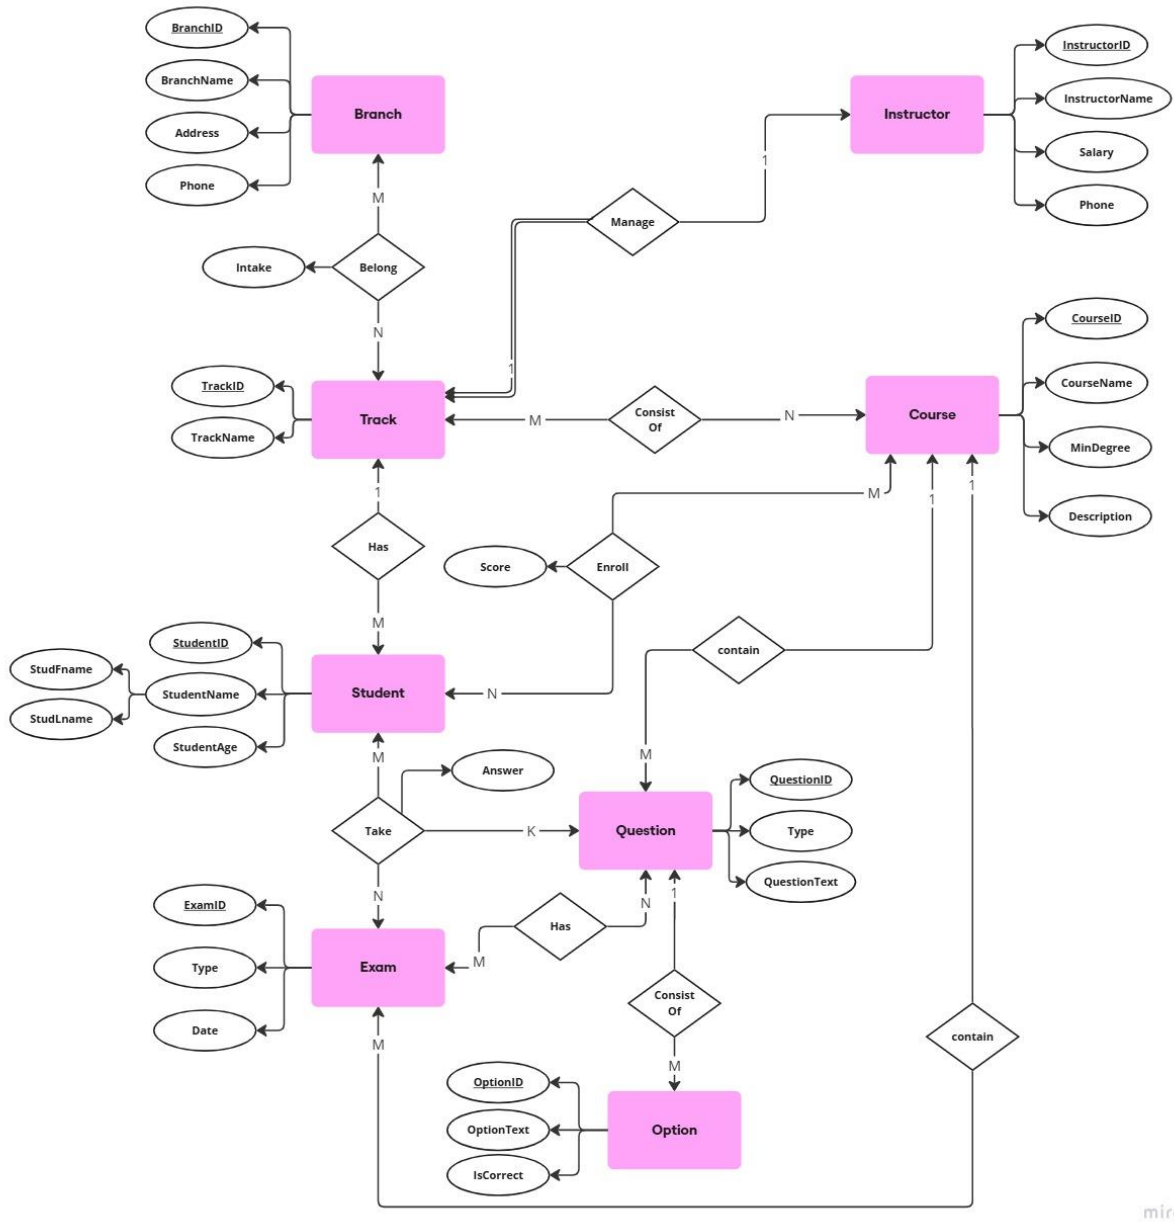 BranchID
BranchName
Address
Phone
Branch
M
Belong
Intake
N
Instructor
InstructorID
InstructorName
Salary
Phone
1
Manage
1
TrackID
TrackName
Track
M
Consist
Of
N
Course
CourseID
CourseName
MinDegree
Description
1
Has
M
M
Enroll
Score
N
1
contain
M
1
StudentID
StudentName
StudFname
StudLname
StudentAge
Student
M
Take
Answer
K
N
Question
QuestionID
Type
QuestionText
ExamID
Type
Date
Exam
M
Has
N
1
Consist
Of
M
contain
M
OptionID
OptionText
IsCorrect
Option
mir